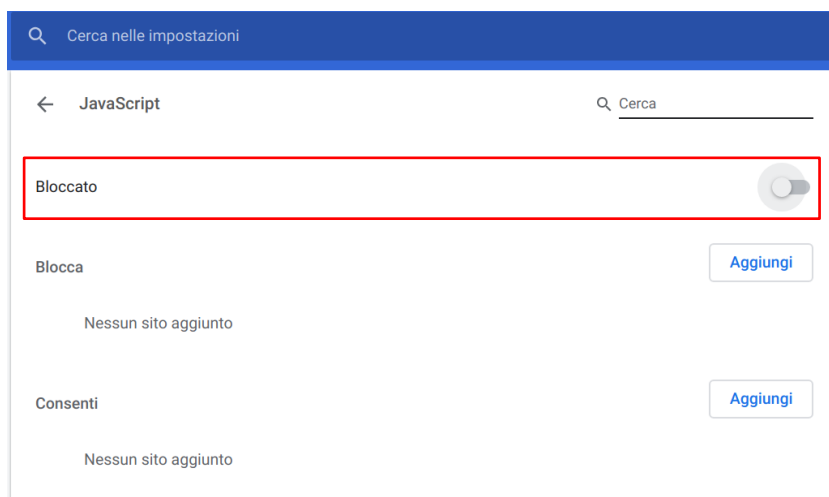 Cerca nelle impostazioni
JavaScript
Cerca
Bloccato
Blocca
Aggiungi
Nessun sito aggiunto
Consenti
Aggiungi
Nessun sito aggiunto